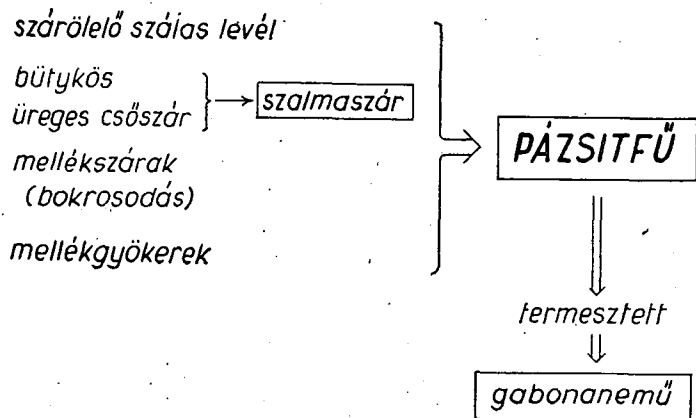 szárölelő szálas levél
bütykös
üreges csőszár
szalmaszár
mellékszárak
(bokrosodás)
mellékgyökerek
PÁZSITFŰ
termesztett
gabonanemű